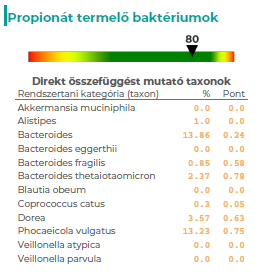 Propionát termelő baktériumok
80
Direkt összefüggést mutató taxonok
Rendszertani kategória (taxon) % Pont
Akkermansia muciniphila 0.0 0.0
Alistipes 1.0 0.0
Bacteroides 13.86 0.24
Bacteroides eggerthii 0.0 0.0
Bacteroides fragilis 0.85 0.58
Bacteroides thetaiotaomicron 2.37 0.78
Blautia obeum 0.0 0.0
Coprococcus catus 0.3 0.05
Dorea 3.57 0.63
Phocaeicola vulgatus 13.23 0.75
Veillonella atypica 0.0 0.0
Veillonella parvula 0.0 0.0